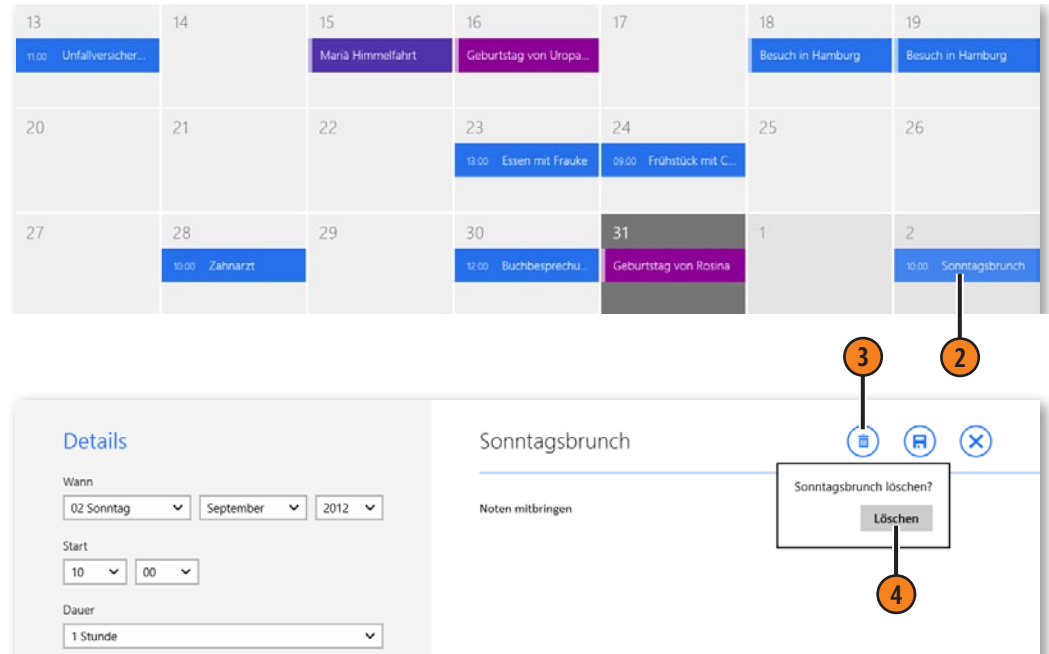 13 14 15 16 17 18 19
11:00 Unfallversicher... Mariä Himmelfahrt Geburtstag von Uropa... Besuch in Hamburg Besuch in Hamburg
20 21 22 23 24 25 26
13:00 Essen mit Frauke 09:00 Frühstück mit C...
27 28 29 30 31 1 2
10:00 Zahnarzt 12:00 Buchbesprechu... Geburtstag von Rosina 10:00 Sonntagsbrunch
3 2
Details Sonntagsbrunch
Wann
Sonntagsbrunch löschen?
02 Sonntag September 2012 Noten mitbringen
Löschen
Start
10 00
4
Dauer
1 Stunde